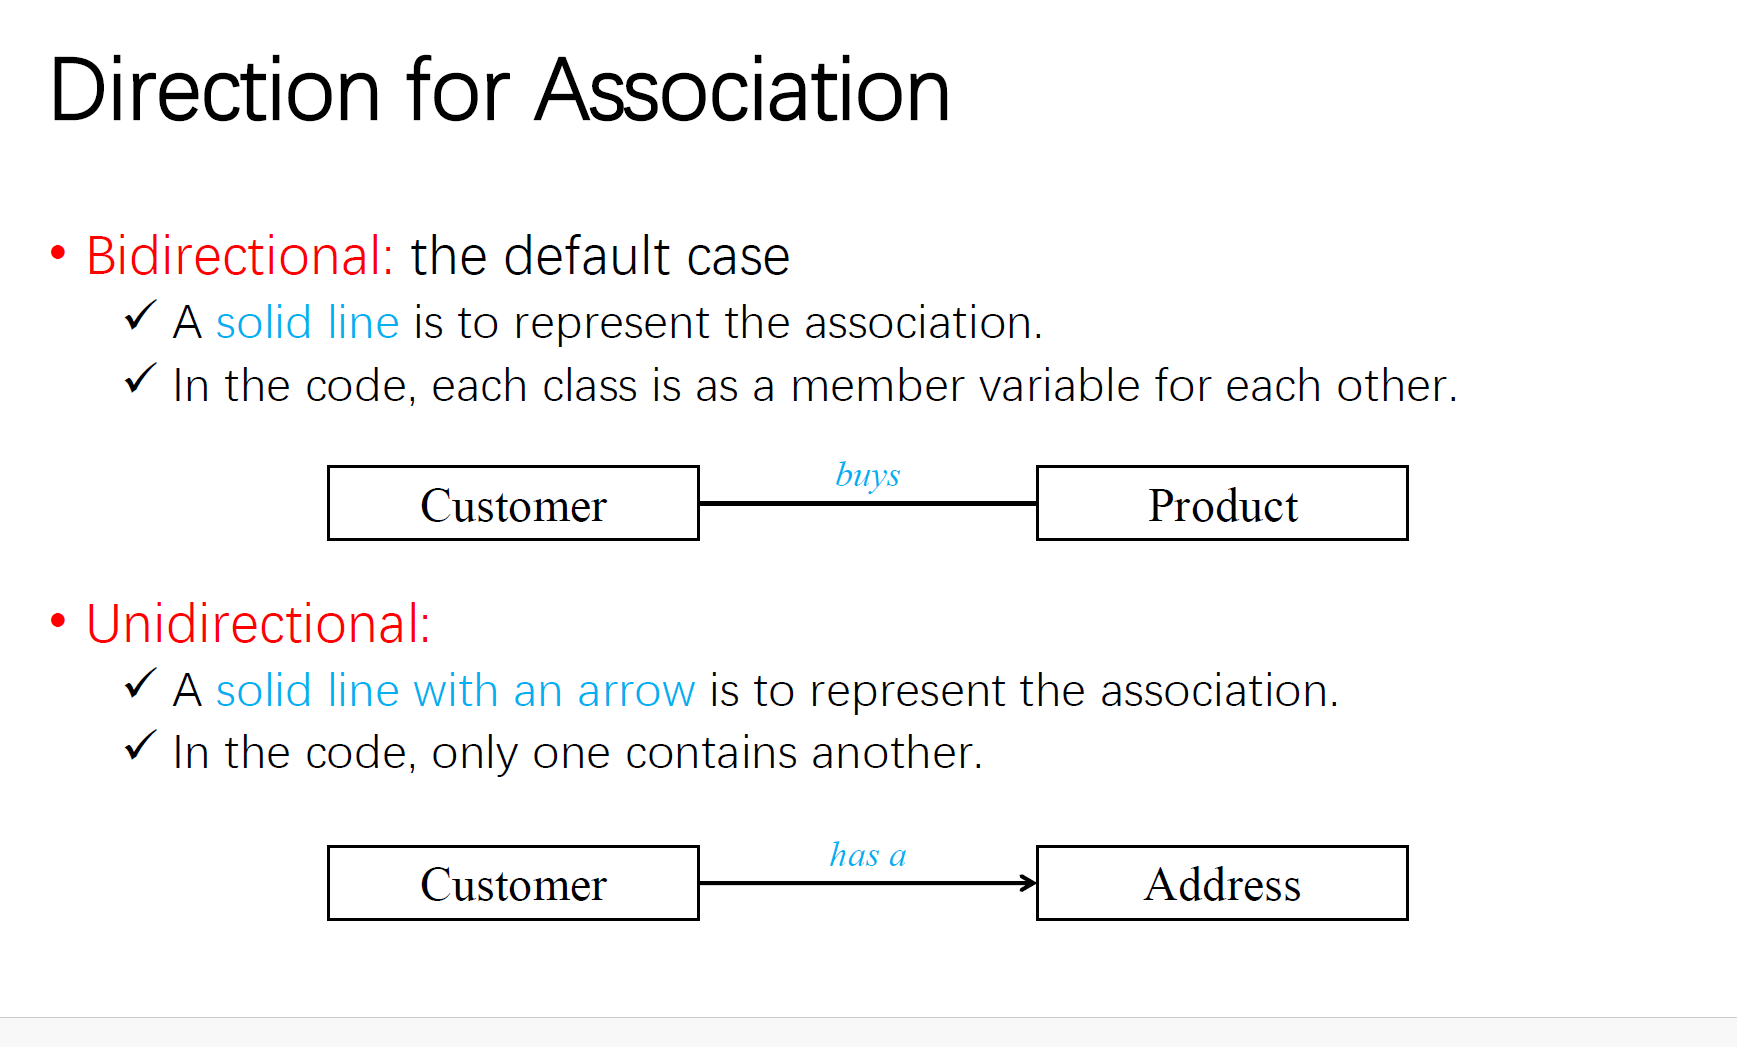 Direction for Association
• Bidirectional: the default case
✓ A solid line is to represent the association.
✓ In the code, each class is as a member variable for each other.
buys
Customer
Product
• Unidirectional:
✓ A solid line with an arrow is to represent the association.
✓ In the code, only one contains another.
has a
Customer
Address